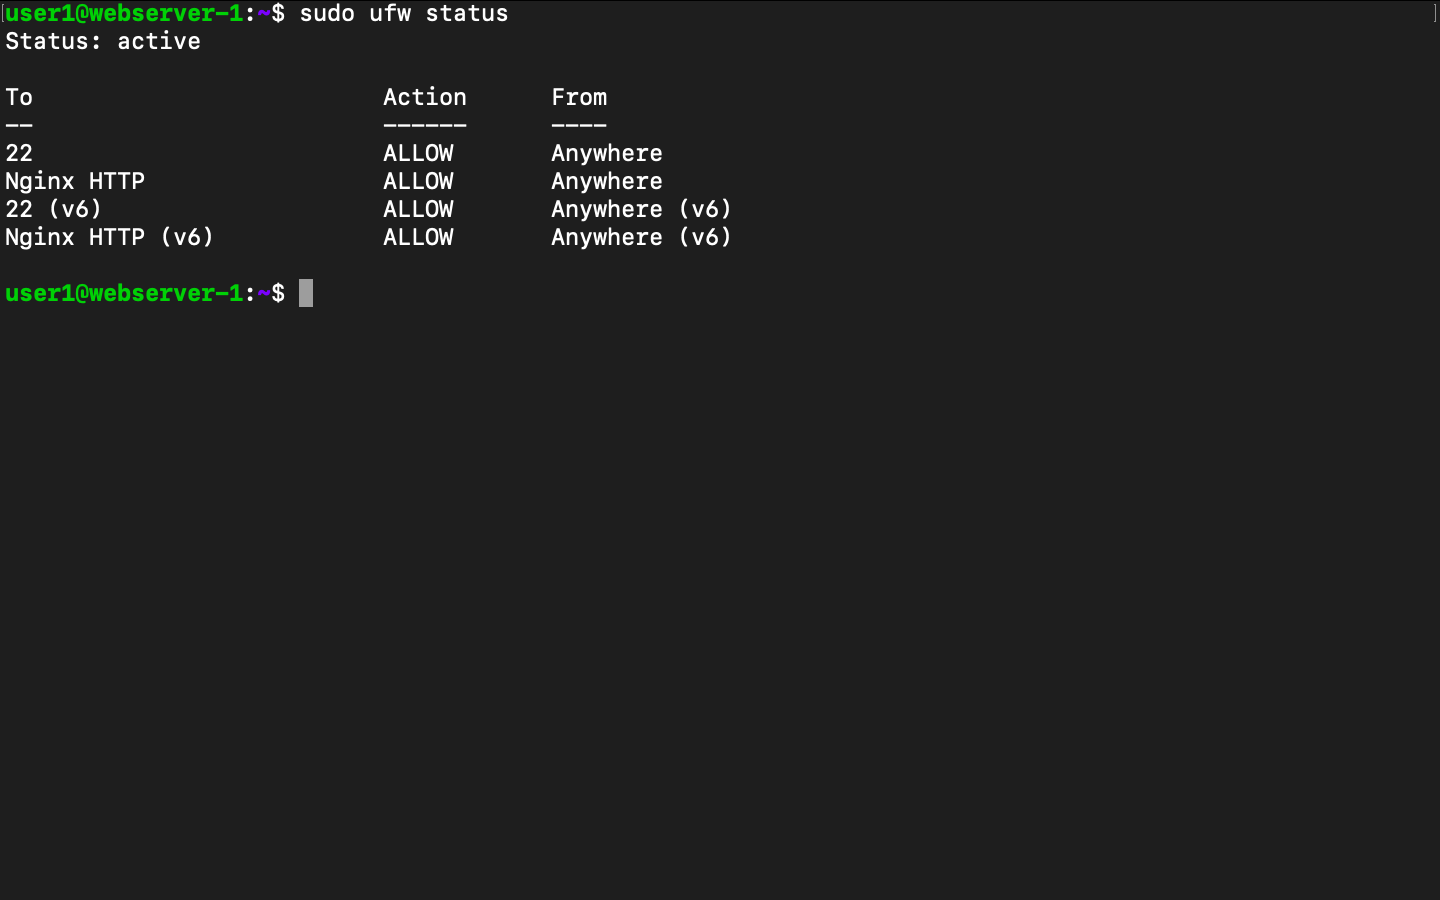 user1@webserver-1:~$ sudo ufw status
Status: active
To                         Action      From
--                         ------      ----
22                         ALLOW       Anywhere
Nginx HTTP                 ALLOW       Anywhere
22 (v6)                    ALLOW       Anywhere (v6)
Nginx HTTP (v6)            ALLOW       Anywhere (v6)
user1@webserver-1:~$